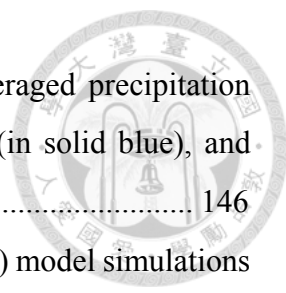 eraged precipitation
(in solid blue), and
........................ 146
) model simulations